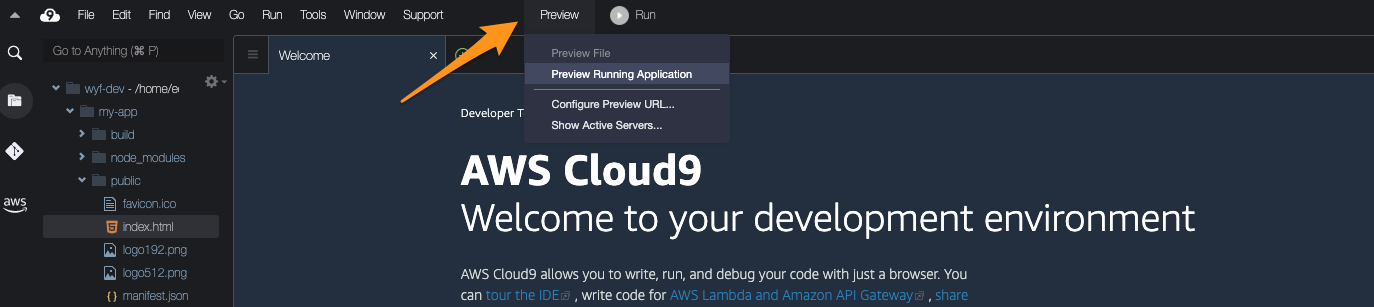 9 File Edit Find View Go Run Tools Window Support Preview Run
Go to Anything (⌘ P)
Welcome ×
Preview File
Preview Running Application
Configure Preview URL...
Show Active Servers...
wyf-dev - /home/ec
my-app
build
node_modules
public
favicon.ico
index.html
logo192.png
logo512.png
{ } manifest.json
aws
Developer T
AWS Cloud9
Welcome to your development environment
AWS Cloud9 allows you to write, run, and debug your code with just a browser. You
can tour the IDE , write code for AWS Lambda and Amazon API Gateway , share